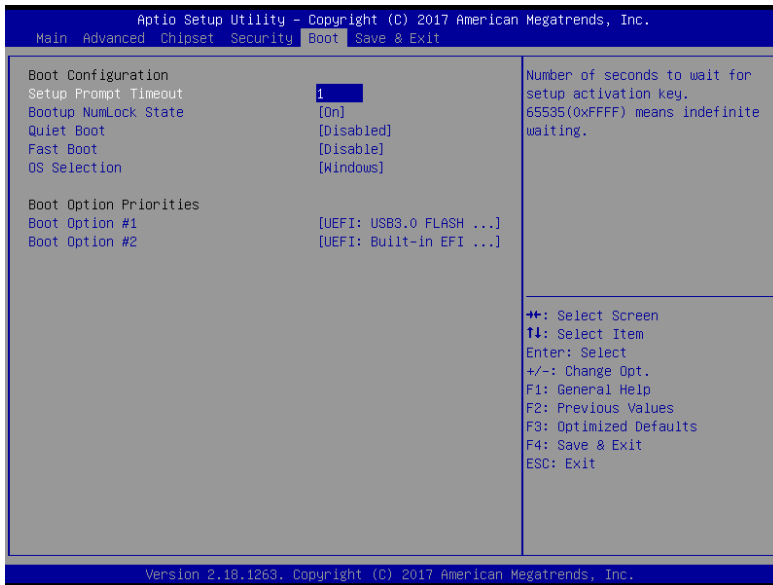 Aptio Setup Utility – Copyright (C) 2017 American Megatrends, Inc.
Main Advanced Chipset Security Boot Save & Exit
Boot Configuration
Setup Prompt Timeout 1
Bootup NumLock State [On]
Quiet Boot [Disabled]
Fast Boot [Disable]
OS Selection [Windows]
Boot Option Priorities
Boot Option #1 [UEFI: USB3.0 FLASH ...]
Boot Option #2 [UEFI: Built-in EFI ...]
Number of seconds to wait for
setup activation key.
65535(0xFFFF) means indefinite
waiting.
→←: Select Screen
↑↓: Select Item
Enter: Select
+/-: Change Opt.
F1: General Help
F2: Previous Values
F3: Optimized Defaults
F4: Save & Exit
ESC: Exit
Version 2.18.1263. Copyright (C) 2017 American Megatrends, Inc.